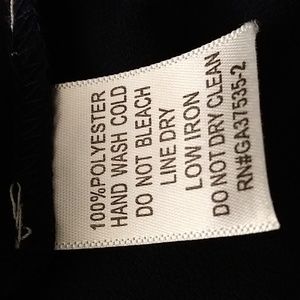 100%POLYESTER
HAND WASH COLD
DO NOT BLEACH
LINE DRY
LOW IRON
DO NOT DRY CLEAN
RN#GA37535-2